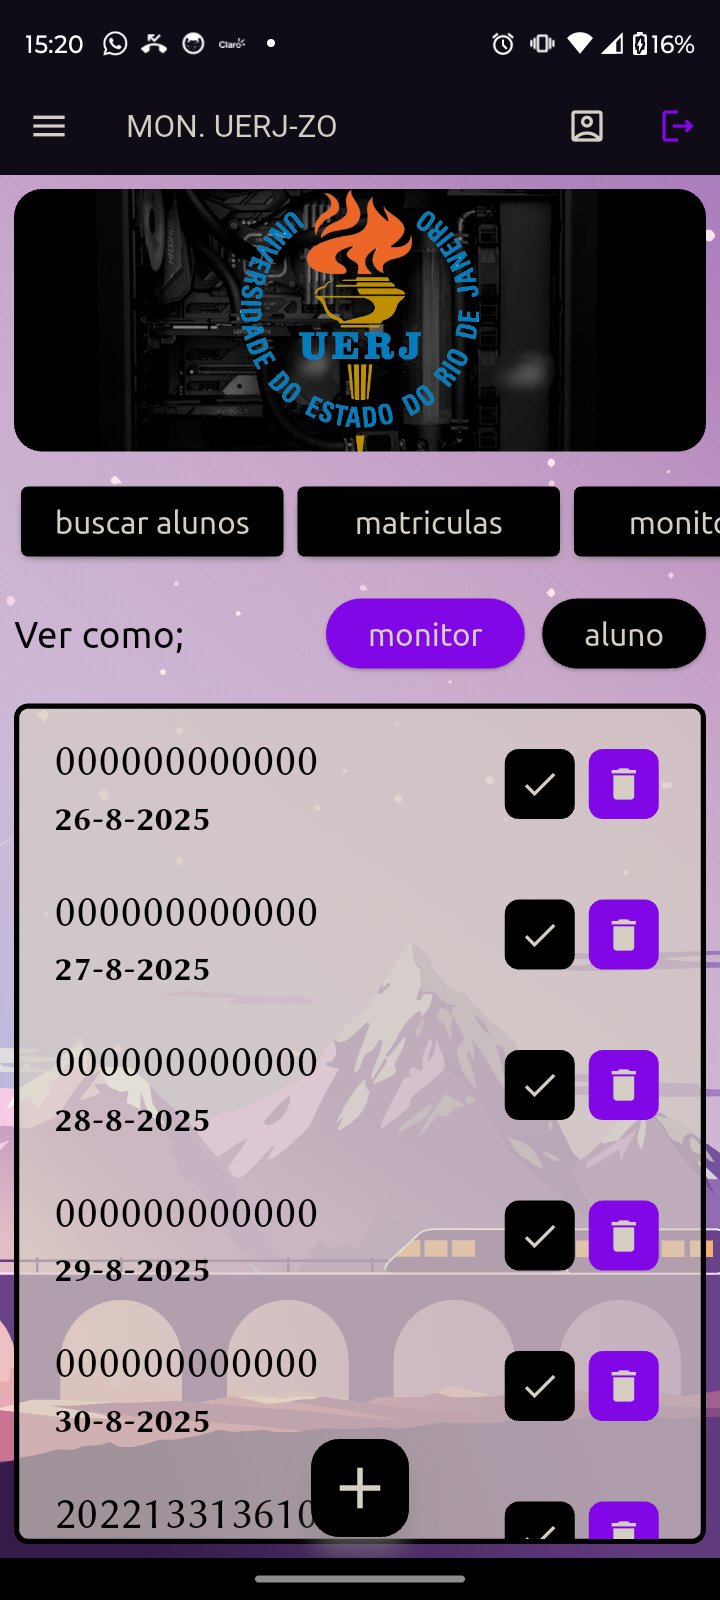 15:20
Claro
16%
MON. UERJ-ZO
UNIVERSIDADE DO ESTADO DO RIO DE JANEIRO
UERJ
buscar alunos
matriculas
Ver como;
monitor
aluno
000000000000
26-8-2025
000000000000
27-8-2025
000000000000
28-8-2025
000000000000
29-8-2025
000000000000
30-8-2025
202213313610